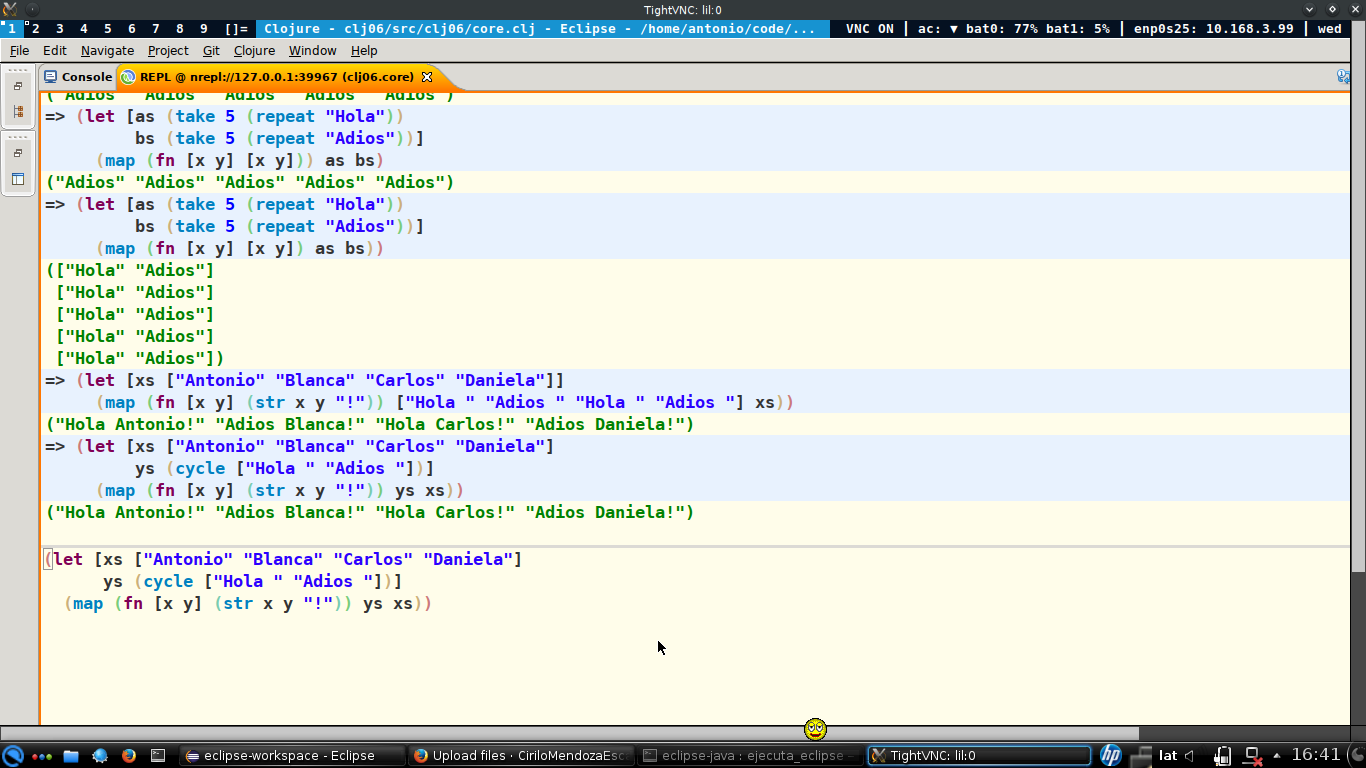 TightVNC: lil:0
1 2 3 4 5 6 7 8 9 []= Clojure - clj06/src/clj06/core.clj - Eclipse - /home/antonio/code/... VNC ON | ac: ▼ bat0: 77% bat1: 5% | enp0s25: 10.168.3.99 | wed
File Edit Navigate Project Git Clojure Window Help
Console REPL @ nrepl://127.0.0.1:39967 (clj06.core)
("Adios" "Adios" "Adios" "Adios" "Adios")
=> (let [as (take 5 (repeat "Hola"))
         bs (take 5 (repeat "Adios"))]
     (map (fn [x y] [x y])) as bs)
("Adios" "Adios" "Adios" "Adios" "Adios")
=> (let [as (take 5 (repeat "Hola"))
         bs (take 5 (repeat "Adios"))]
     (map (fn [x y] [x y]) as bs))
(["Hola" "Adios"]
 ["Hola" "Adios"]
 ["Hola" "Adios"]
 ["Hola" "Adios"]
 ["Hola" "Adios"])
=> (let [xs ["Antonio" "Blanca" "Carlos" "Daniela"]]
     (map (fn [x y] (str x y "!")) ["Hola " "Adios " "Hola " "Adios "] xs))
("Hola Antonio!" "Adios Blanca!" "Hola Carlos!" "Adios Daniela!")
=> (let [xs ["Antonio" "Blanca" "Carlos" "Daniela"]
         ys (cycle ["Hola " "Adios "])]
     (map (fn [x y] (str x y "!")) ys xs))
("Hola Antonio!" "Adios Blanca!" "Hola Carlos!" "Adios Daniela!")
(let [xs ["Antonio" "Blanca" "Carlos" "Daniela"]
      ys (cycle ["Hola " "Adios "])]
  (map (fn [x y] (str x y "!")) ys xs))
eclipse-workspace - Eclipse Upload files · CiriloMendozaEsc eclipse-java : ejecuta_eclipse — TightVNC: lil:0 hp lat 16:41